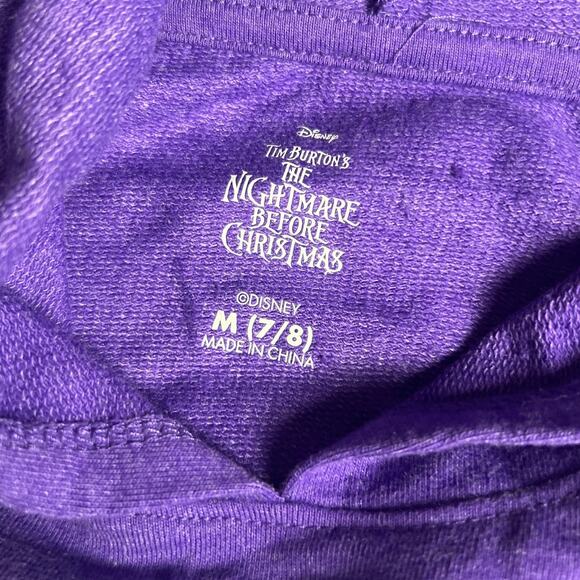 Disney
TIM BURTON'S
THE
NIGHTMARE
BEFORE
CHRISTMAS
©DISNEY
M (7/8)
MADE IN CHINA